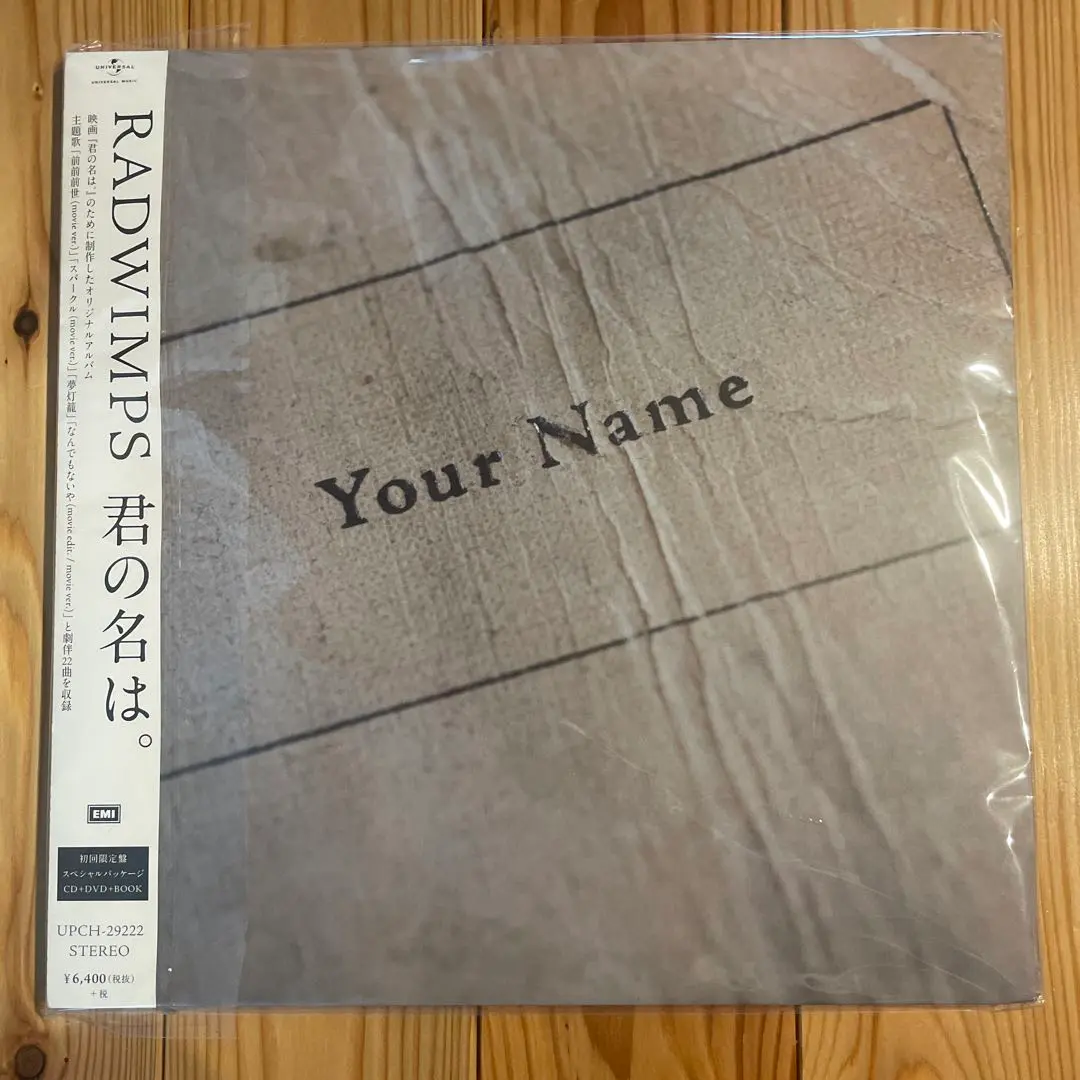 UNIVERSAL
UNIVERSAL MUSIC
RADWIMPS 君の名は。
映画『君の名は。』のために制作したオリジナルアルバム
主題歌「前前前世 (movie ver.)」「スパークル (movie ver.)」「夢灯籠」「なんでもないや (movie edit. / movie ver.)」と劇伴22曲を収録
EMI
初回限定盤
スペシャルパッケージ
CD+DVD+BOOK
UPCH-29222
STEREO
¥6,400(税抜)
+税
Your Name